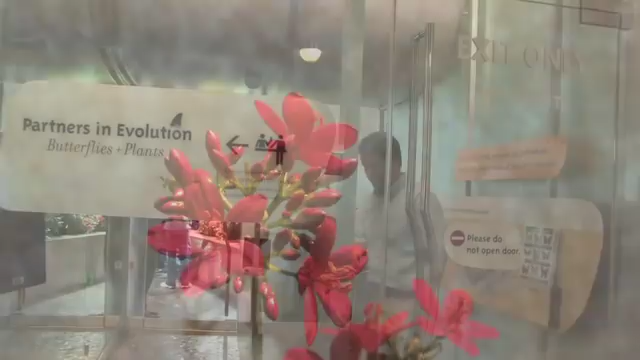 EXIT ONLY
Partners in Evolution
Butterflies + Plants
Please do
not open door.